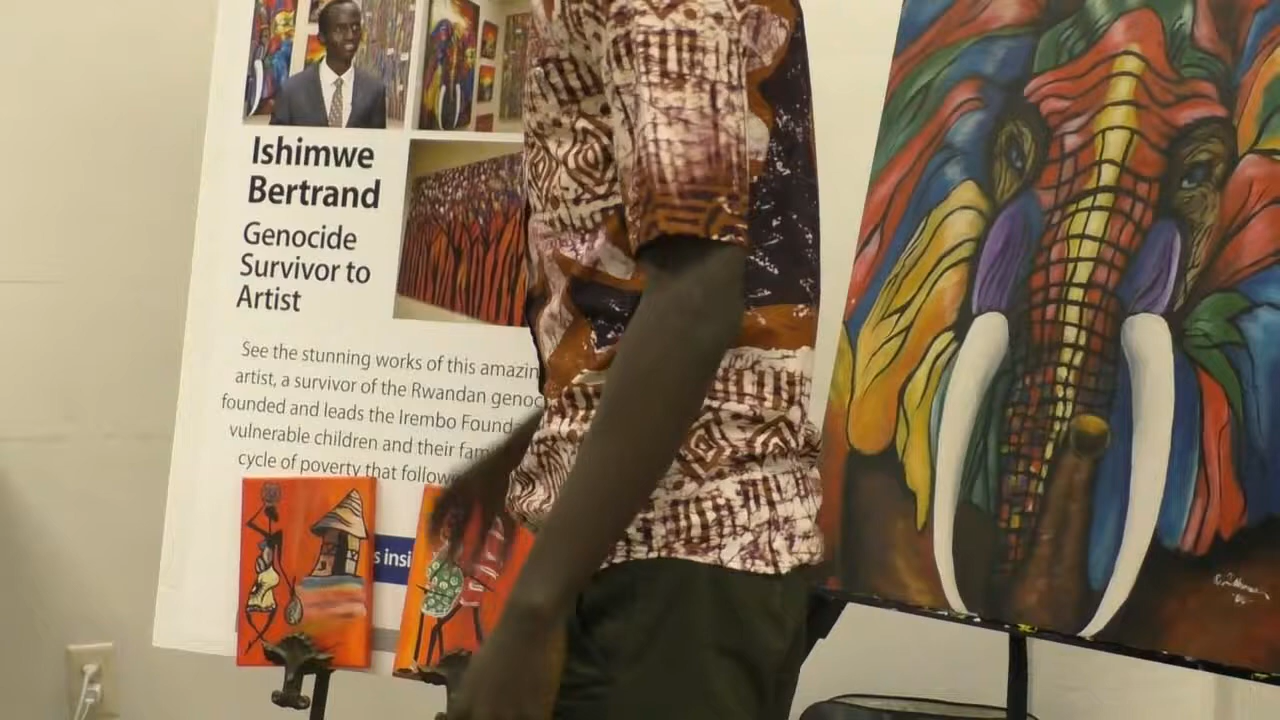 Ishimwe
Bertrand
Genocide
Survivor to
Artist
See the stunning works of this amazin
artist, a survivor of the Rwandan genoc
founded and leads the Irembo Founda
vulnerable children and their fam
cycle of poverty that follow
s insi